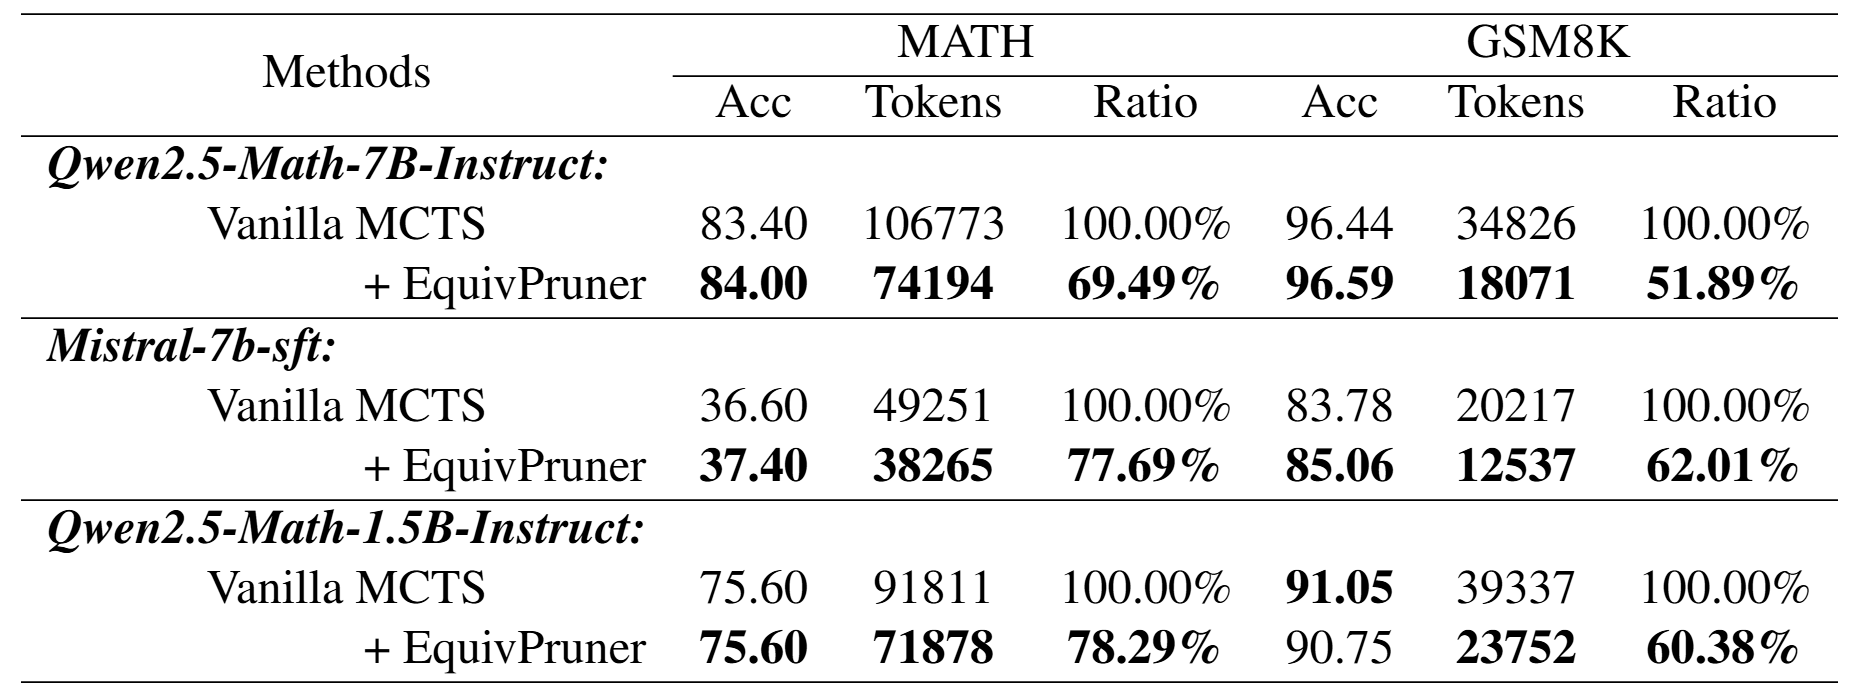 Methods MATH GSM8K
Acc Tokens Ratio Acc Tokens Ratio
Qwen2.5-Math-7B-Instruct:
Vanilla MCTS 83.40 106773 100.00% 96.44 34826 100.00%
+ EquivPruner 84.00 74194 69.49% 96.59 18071 51.89%
Mistral-7b-sft:
Vanilla MCTS 36.60 49251 100.00% 83.78 20217 100.00%
+ EquivPruner 37.40 38265 77.69% 85.06 12537 62.01%
Qwen2.5-Math-1.5B-Instruct:
Vanilla MCTS 75.60 91811 100.00% 91.05 39337 100.00%
+ EquivPruner 75.60 71878 78.29% 90.75 23752 60.38%